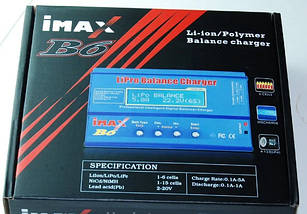 iMAX
B6
Li-ion/Polymer
Balance charger
LiPro Balance Charger
LiPo BALANCE
5.0A 22.2V(6S)
iMAX
B6
SPECIFICATION
LiIon/LiPo/LiFe 1-6 cells Charge Rate:0.1A-5A
NiCd/NiMH 1-15 cells Discharge:0.1A-1A
Lead acid(Pb) 2-20V